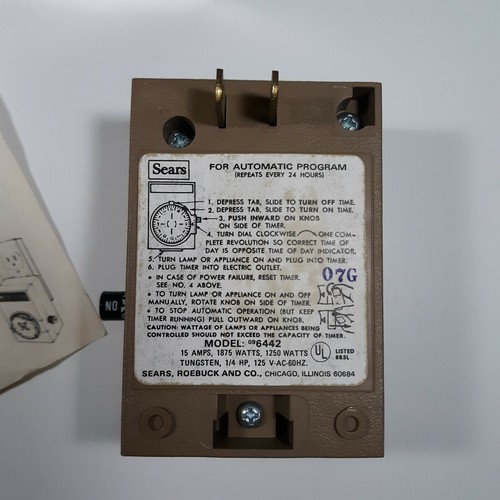 Sears
FOR AUTOMATIC PROGRAM
(REPEATS EVERY 24 HOURS)
1. DEPRESS TAB, SLIDE TO TURN OFF TIME.
2. DEPRESS TAB, SLIDE TO TURN ON TIME.
3. PUSH INWARD ON KNOB
ON SIDE OF TIMER.
4. TURN DIAL CLOCKWISE ONE COM-
PLETE REVOLUTION SO CORRECT TIME OF
DAY IS OPPOSITE TIME OF DAY INDICATOR.
5. TURN LAMP OR APPLIANCE ON AND PLUG INTO TIMER.
6. PLUG TIMER INTO ELECTRIC OUTLET.
07G
• IN CASE OF POWER FAILURE, RESET TIMER.
SEE NO. 4 ABOVE.
• TO TURN LAMP OR APPLIANCE ON AND OFF
MANUALLY, ROTATE KNOB ON SIDE OF TIMER.
• TO STOP AUTOMATIC OPERATION (BUT KEEP
TIMER RUNNING) PULL OUTWARD ON KNOB.
CAUTION: WATTAGE OF LAMPS OR APPLIANCES BEING
CONTROLLED SHOULD NOT EXCEED THE CAPACITY OF TIMER.
MODEL: 096442
15 AMPS, 1875 WATTS, 1250 WATTS
TUNGSTEN, 1/4 HP, 125 V-AC-60HZ.
UL LISTED
883L
SEARS, ROEBUCK AND CO., CHICAGO, ILLINOIS 60684
ON